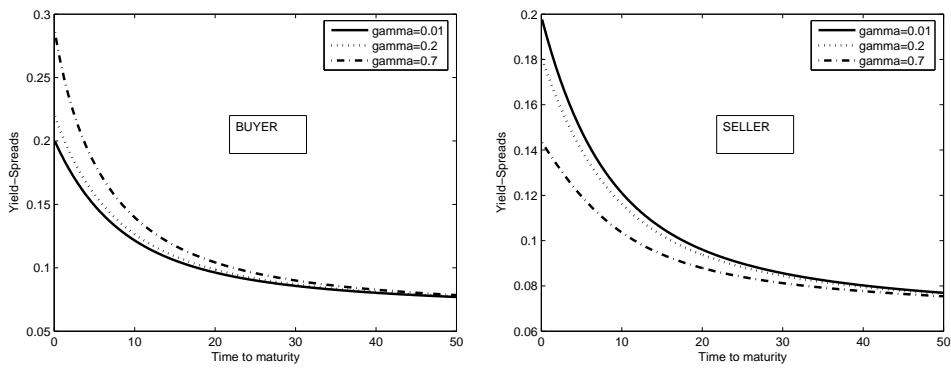 0.3
0.25
0.2
0.15
0.1
0.05
Yield−Spreads
0 10 20 30 40 50
Time to maturity
gamma=0.01
gamma=0.2
gamma=0.7
BUYER
0.2
0.18
0.16
0.14
0.12
0.1
0.08
0.06
Yield−Spreads
0 10 20 30 40 50
Time to maturity
gamma=0.01
gamma=0.2
gamma=0.7
SELLER